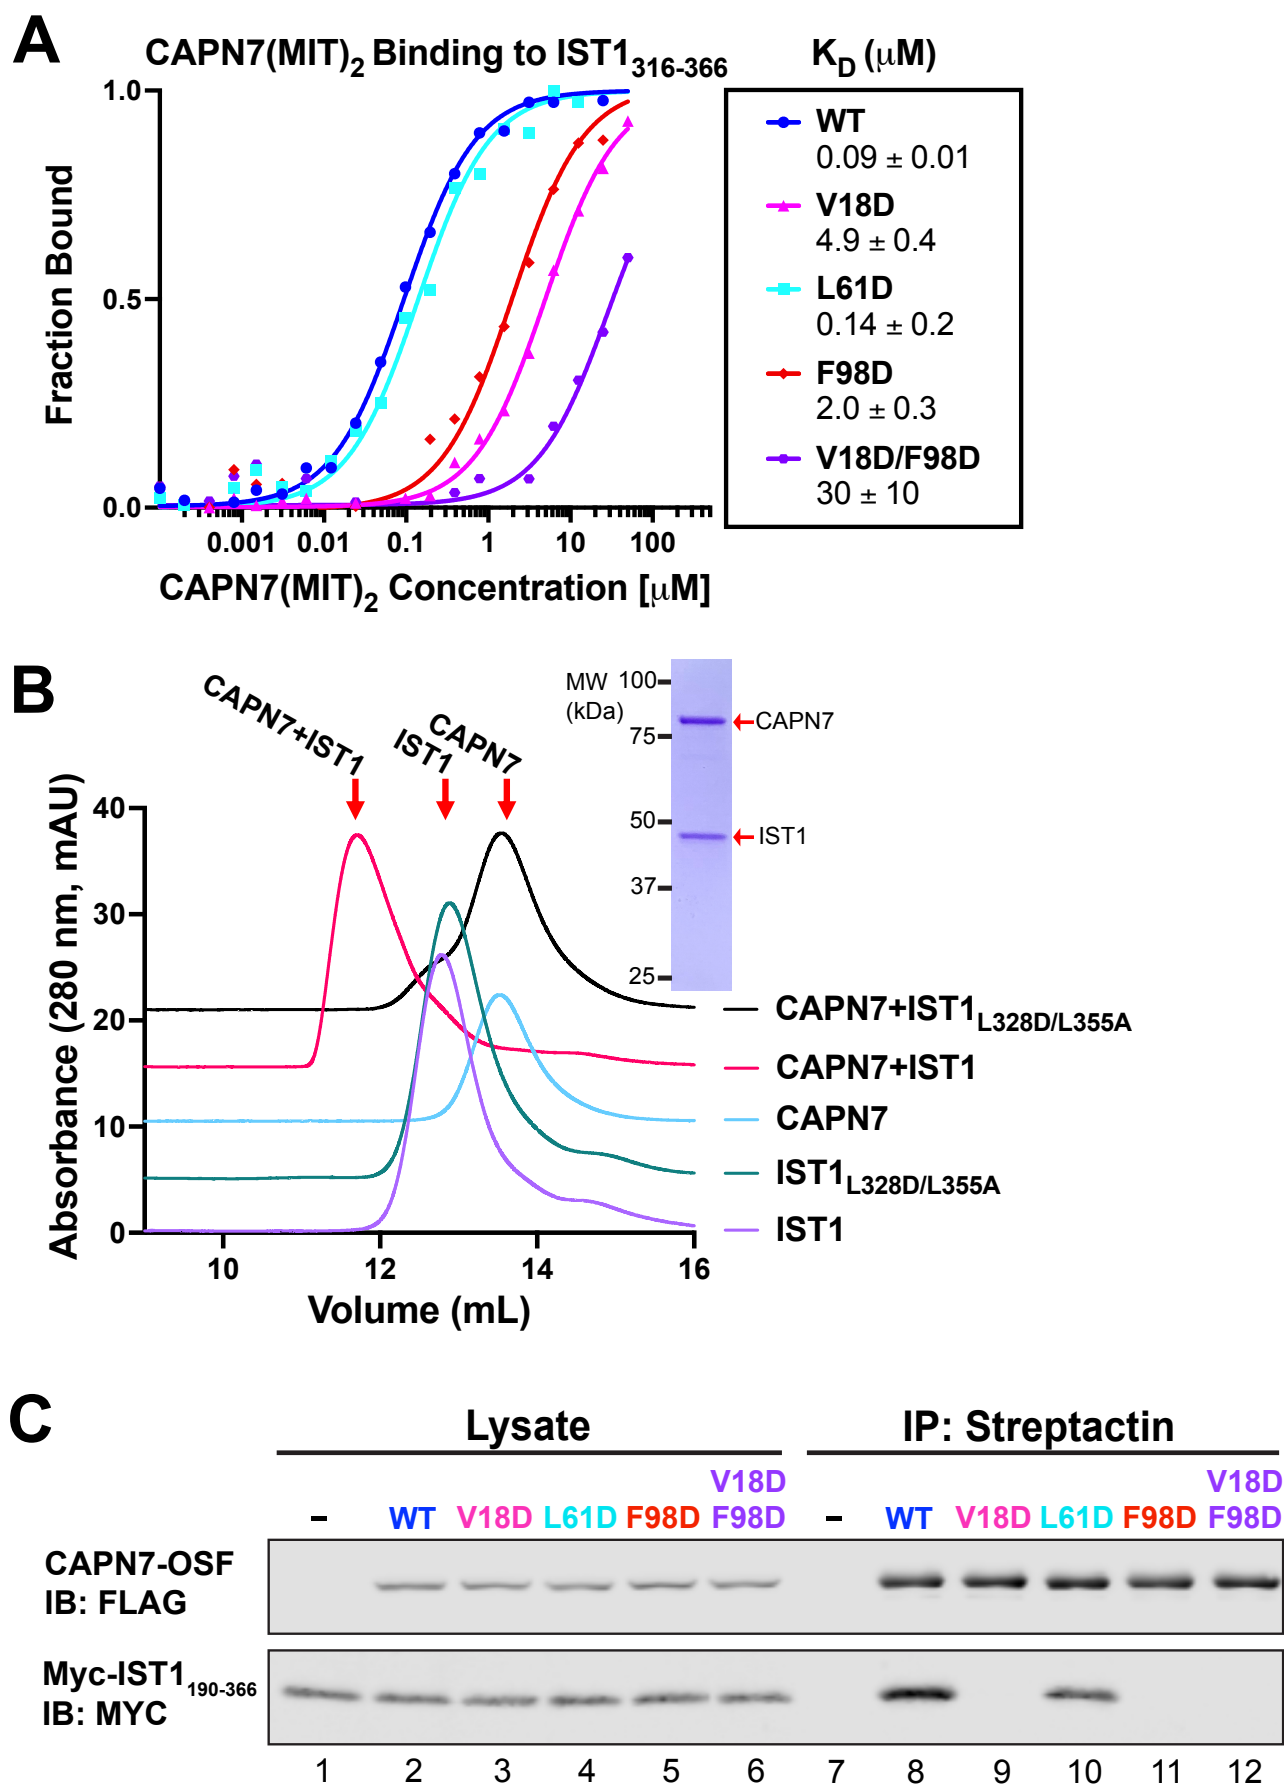 A
CAPN7(MIT)2 Binding to IST1316-366
KD (μM)
1.0
0.5
0.0
Fraction Bound
0.001 0.01 0.1 1 10 100
CAPN7(MIT)2 Concentration [μM]
WT
0.09 ± 0.01
V18D
4.9 ± 0.4
L61D
0.14 ± 0.2
F98D
2.0 ± 0.3
V18D/F98D
30 ± 10
B
CAPN7+IST1
IST1
CAPN7
MW
(kDa)
100
75
50
37
25
CAPN7
IST1
Absorbance (280 nm, mAU)
40
30
20
10
0
10 12 14 16
Volume (mL)
CAPN7+IST1L328D/L355A
CAPN7+IST1
CAPN7
IST1L328D/L355A
IST1
C
Lysate IP: Streptactin
V18D V18D
- WT V18D L61D F98D F98D - WT V18D L61D F98D F98D
CAPN7-OSF
IB: FLAG
Myc-IST1190-366
IB: MYC
1 2 3 4 5 6 7 8 9 10 11 12